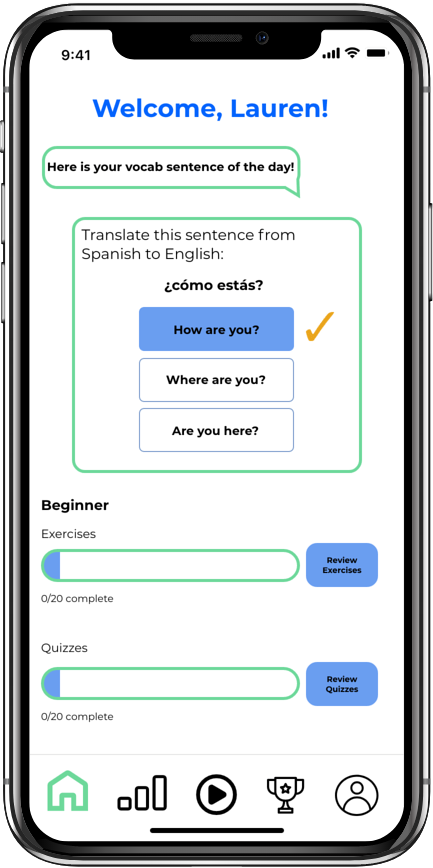 9:41
Welcome, Lauren!
Here is your vocab sentence of the day!
Translate this sentence from
Spanish to English:
¿cómo estás?
How are you?
Where are you?
Are you here?
Beginner
Exercises
Review
Exercises
0/20 complete
Quizzes
Review
Quizzes
0/20 complete